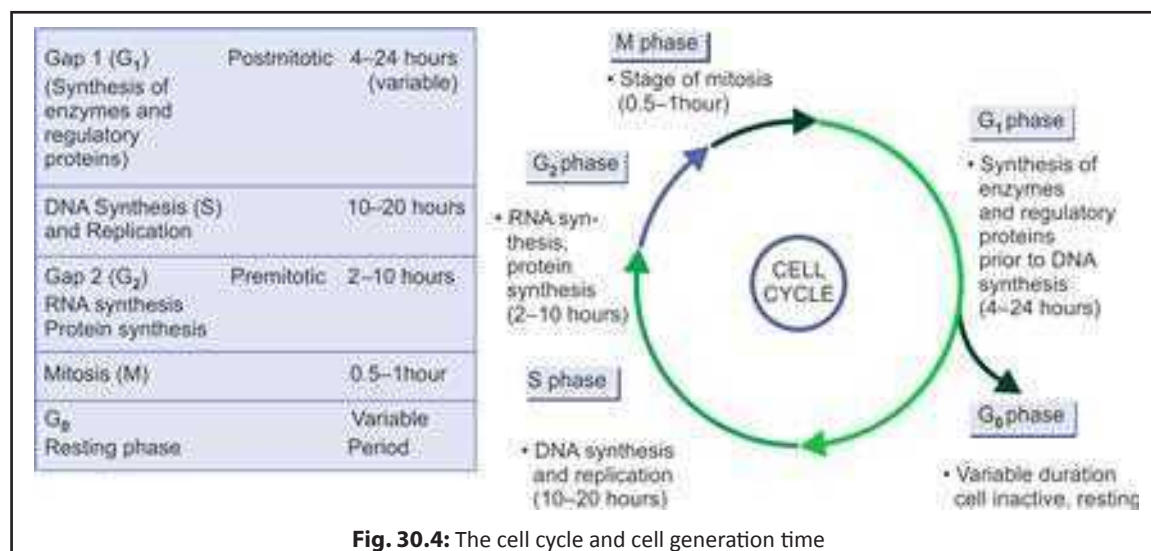 Gap 1 (G₁) Postmitotic 4–24 hours
(Synthesis of (variable)
enzymes and
regulatory
proteins)
DNA Synthesis (S) 10–20 hours
and Replication
Gap 2 (G₂) Premitotic 2–10 hours
RNA synthesis
Protein synthesis
Mitosis (M) 0.5–1hour
G₀ Variable
Resting phase Period
M phase
• Stage of mitosis
(0.5–1hour)
G₁ phase
• Synthesis of
enzymes
and regulatory
proteins
prior to DNA
synthesis
(4–24 hours)
G₂ phase
• RNA syn-
thesis,
protein
synthesis
(2–10 hours)
CELL
CYCLE
S phase
• DNA synthesis
and replication
(10–20 hours)
G₀ phase
• Variable duration
cell inactive, resting
Fig. 30.4: The cell cycle and cell generation time